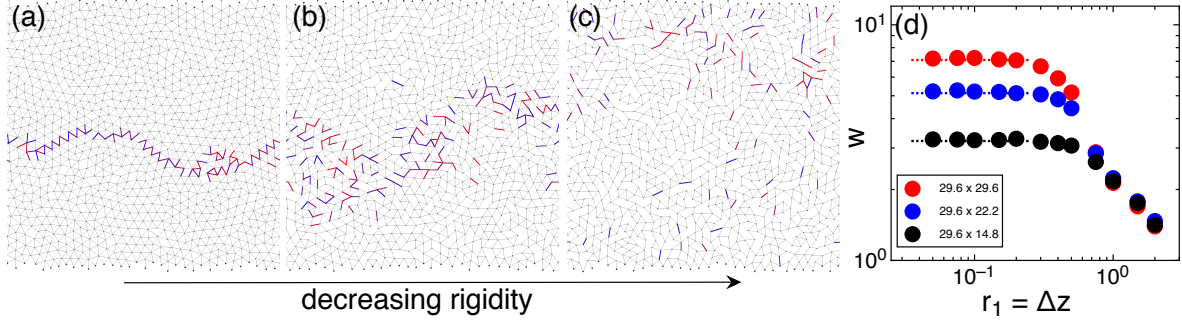 (a)
(b)
(c)
decreasing rigidity
(d)
10¹
w
29.6 x 29.6
29.6 x 22.2
29.6 x 14.8
10⁰
10⁻¹
10⁰
r₁ = Δz